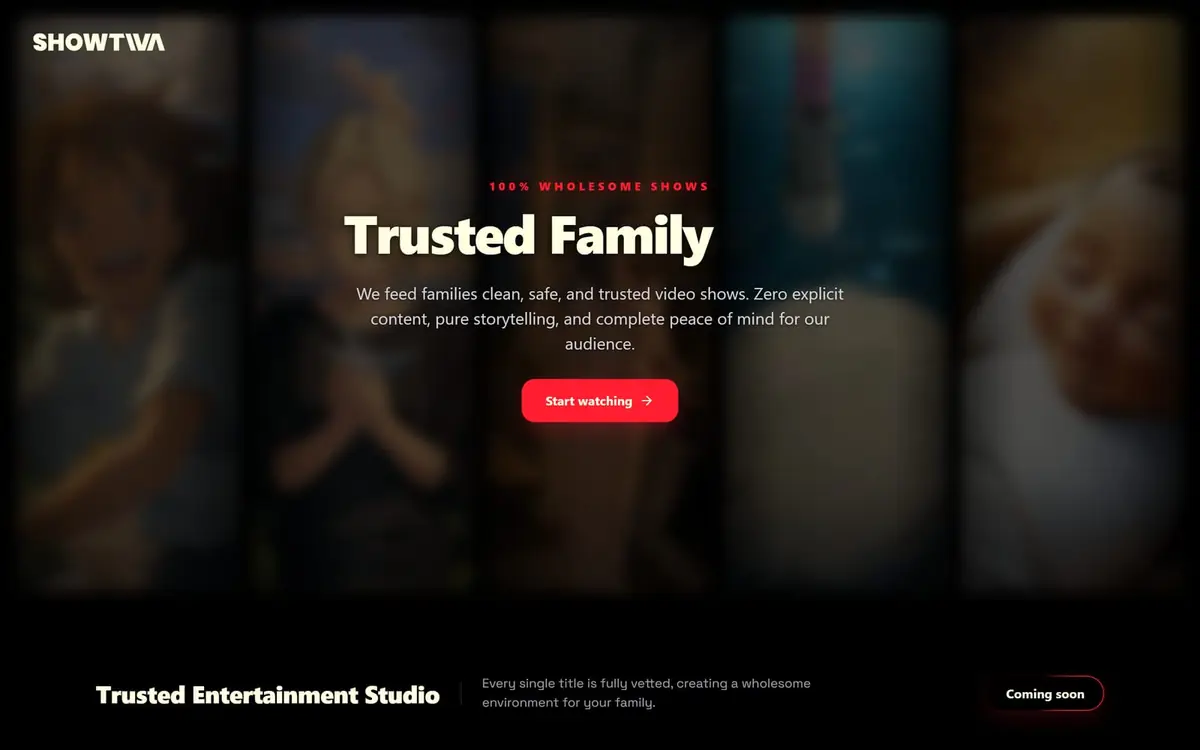 SHOWTIVA
100% WHOLESOME SHOWS
Trusted Family
We feed families clean, safe, and trusted video shows. Zero explicit
content, pure storytelling, and complete peace of mind for our
audience.
Start watching →
Trusted Entertainment Studio
Every single title is fully vetted, creating a wholesome
environment for your family.
Coming soon